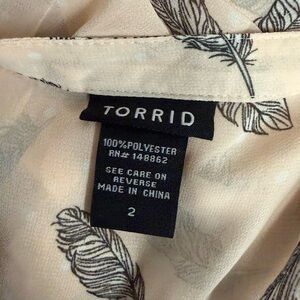 TORRID
100%POLYESTER
RN# 148862
SEE CARE ON
REVERSE
MADE IN CHINA
2